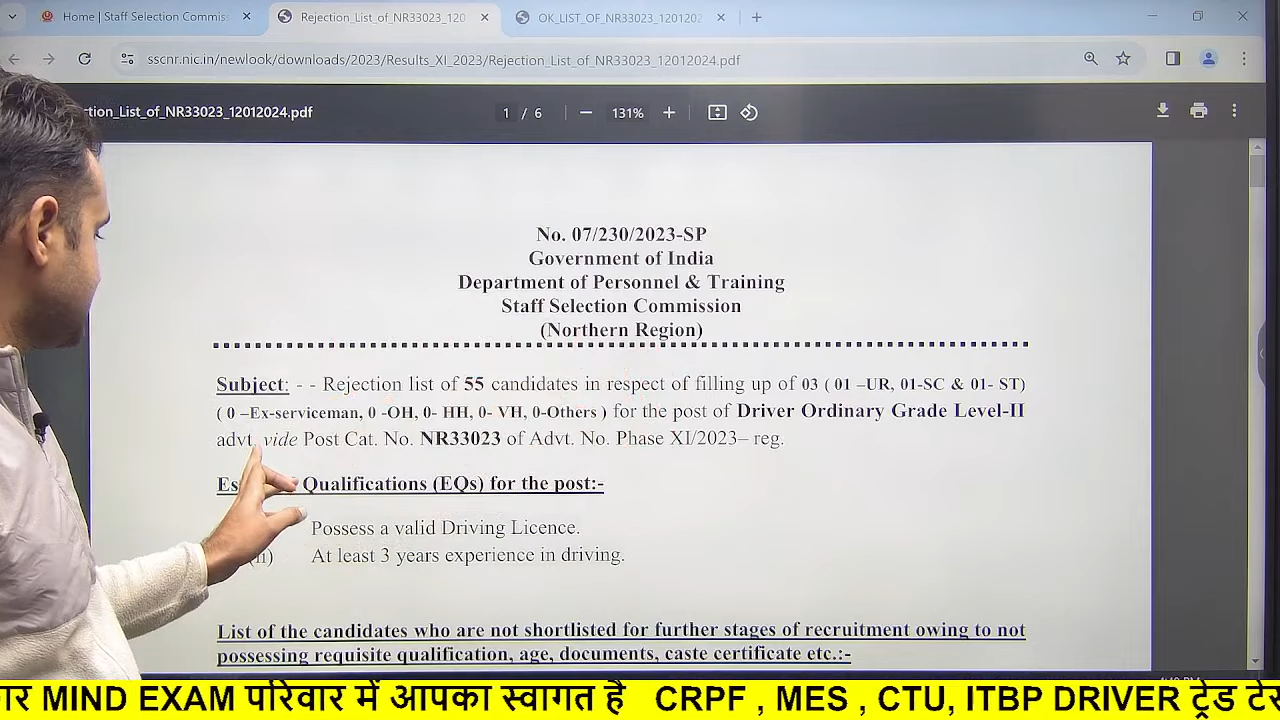 Home | Staff Selection Commiss
Rejection_List_of_NR33023_120
OK_LIST_OF_NR33023_1201202
sscnr.nic.in/newlook/downloads/2023/Results_XI_2023/Rejection_List_of_NR33023_12012024.pdf
ction_List_of_NR33023_12012024.pdf
1 / 6
131%
No. 07/230/2023-SP
Government of India
Department of Personnel & Training
Staff Selection Commission
(Northern Region)
Subject: - - Rejection list of 55 candidates in respect of filling up of 03 ( 01 –UR, 01-SC & 01- ST)
( 0 –Ex-serviceman, 0 -OH, 0- HH, 0- VH, 0-Others ) for the post of Driver Ordinary Grade Level-II
advt. vide Post Cat. No. NR33023 of Advt. No. Phase XI/2023– reg.
Qualifications (EQs) for the post:-
Possess a valid Driving Licence.
At least 3 years experience in driving.
List of the candidates who are not shortlisted for further stages of recruitment owing to not
possessing requisite qualification, age, documents, caste certificate etc.:-
MIND EXAM परिवार में आपका स्वागत है CRPF , MES , CTU, ITBP DRIVER ट्रेड